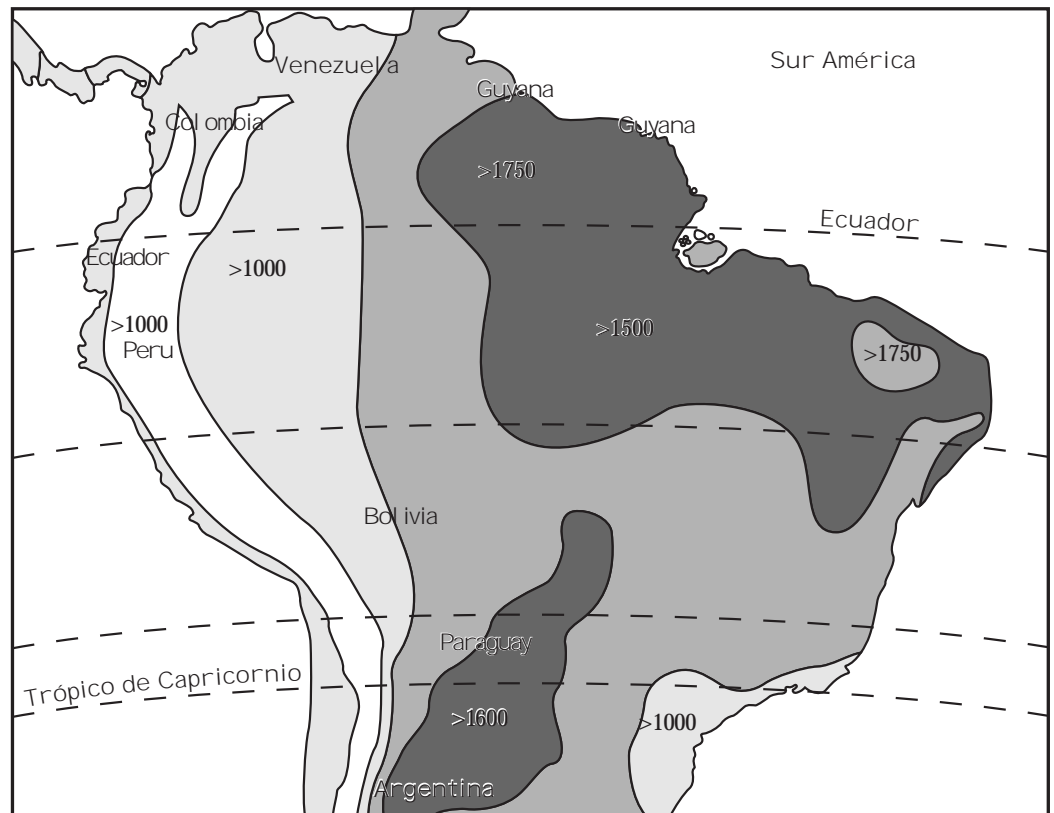 Sur América
Venezuela
Guyana
Colombia
Guyana
>1750
Ecuador
Ecuador
>1000
>1000
>1500
Peru
>1750
Bolivia
Paraguay
Trópico de Capricornio
>1600
>1000
Argentina